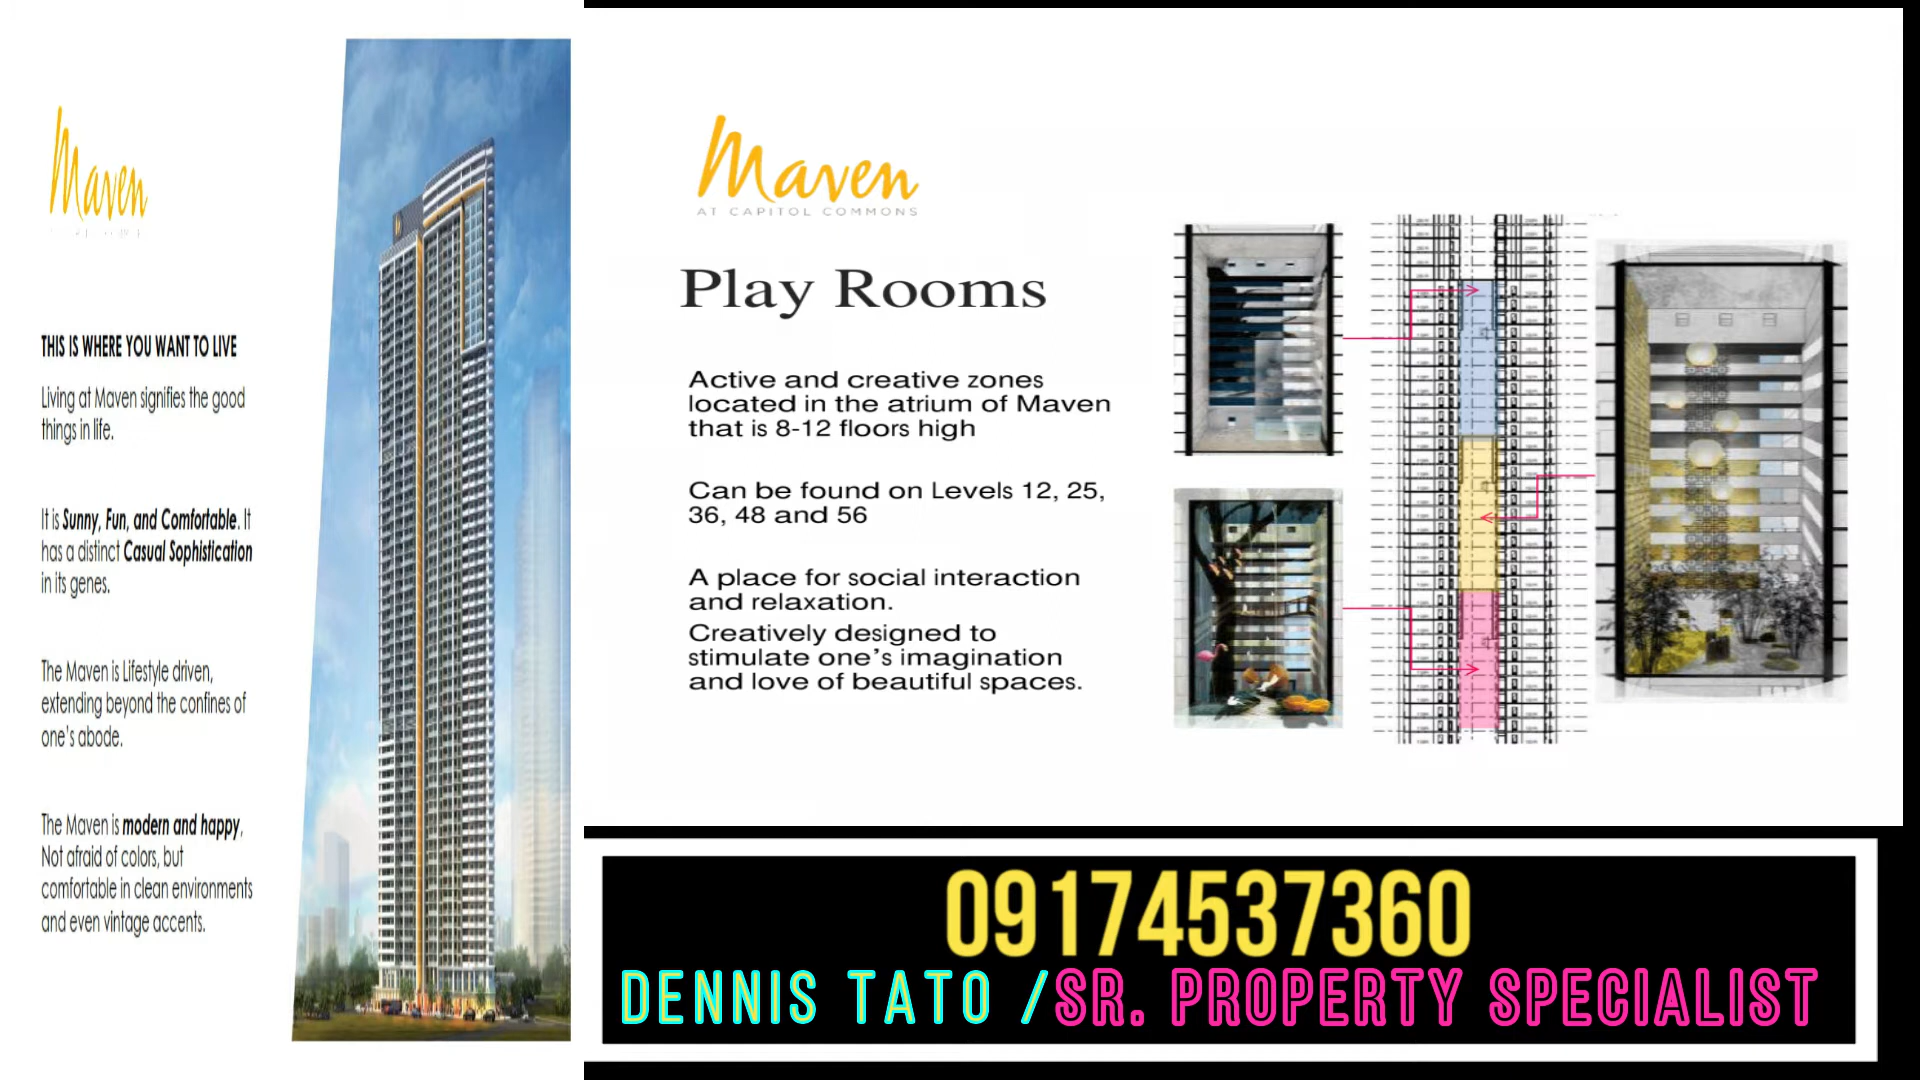 Maven
THIS IS WHERE YOU WANT TO LIVE
Living at Maven signifies the good
things in life.
It is Sunny, Fun, and Comfortable. It
has a distinct Casual Sophistication
in its genes.
The Maven is Lifestyle driven,
extending beyond the confines of
one's abode.
The Maven is modern and happy,
Not afraid of colors, but
comfortable in clean environments
and even vintage accents.
Maven
AT CAPITOL COMMONS
Play Rooms
Active and creative zones
located in the atrium of Maven
that is 8-12 floors high
Can be found on Levels 12, 25,
36, 48 and 56
A place for social interaction
and relaxation.
Creatively designed to
stimulate one's imagination
and love of beautiful spaces.
09174537360
DENNIS TATO /SR. PROPERTY SPECIALIST